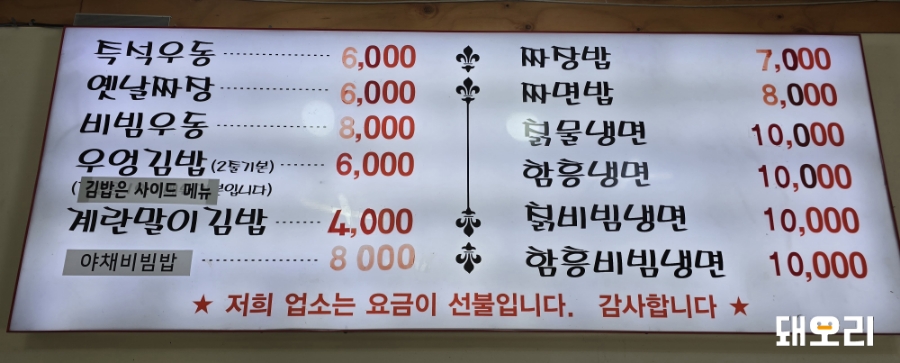 특석우동 6,000
옛날짜장 6,000
비빔우동 8,000
우엉김밥 (2줄기본) 6,000
김밥은 사이드 메뉴
계란말이김밥 4,000
야채비빔밥 8 000
짜장밥 7,000
짜면밥 8,000
칡물냉면 10,000
함흥냉면 10,000
칡비빔냉면 10,000
함흥비빔냉면 10,000
★ 저희 업소는 요금이 선불입니다. 감사합니다 ★
돼오리